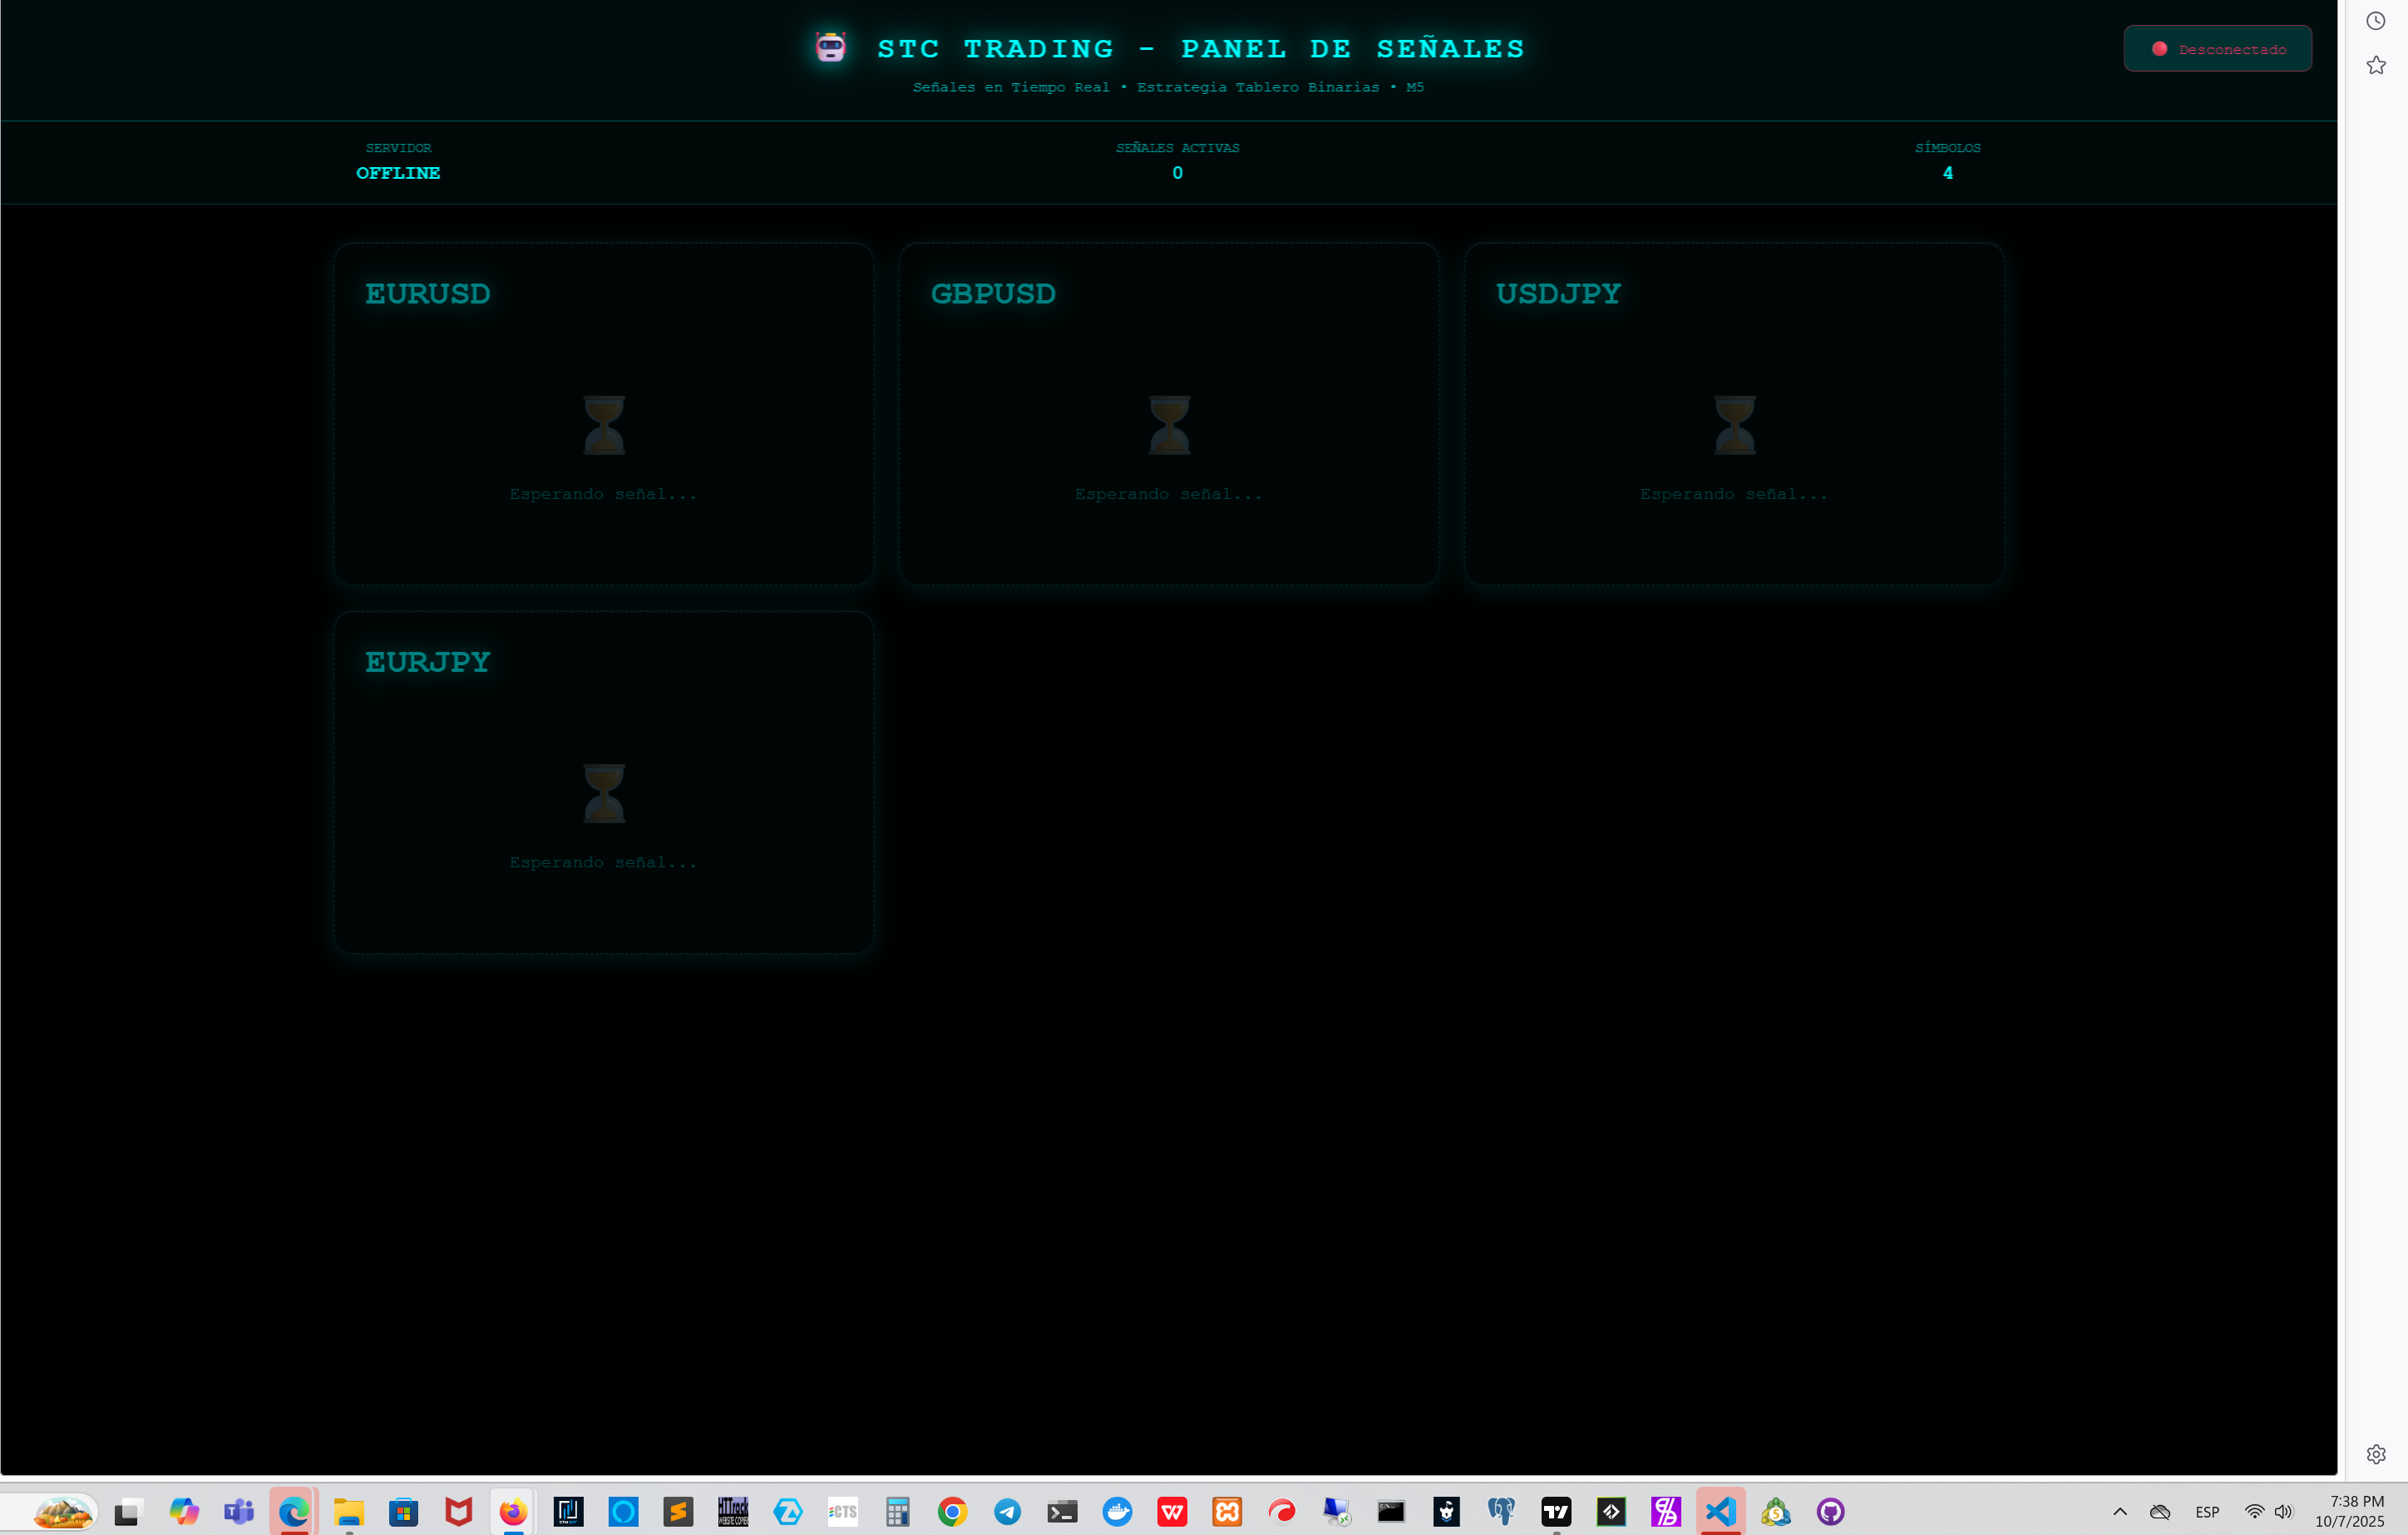 STC TRADING - PANEL DE SEÑALES
Señales en Tiempo Real • Estrategia Tablero Binarias • M5
Desconectado
SERVIDOR
OFFLINE
SEÑALES ACTIVAS
0
SÍMBOLOS
4
EURUSD
Esperando señal...
GBPUSD
Esperando señal...
USDJPY
Esperando señal...
EURJPY
Esperando señal...
CTS
ESP
7:38 PM
10/7/2025